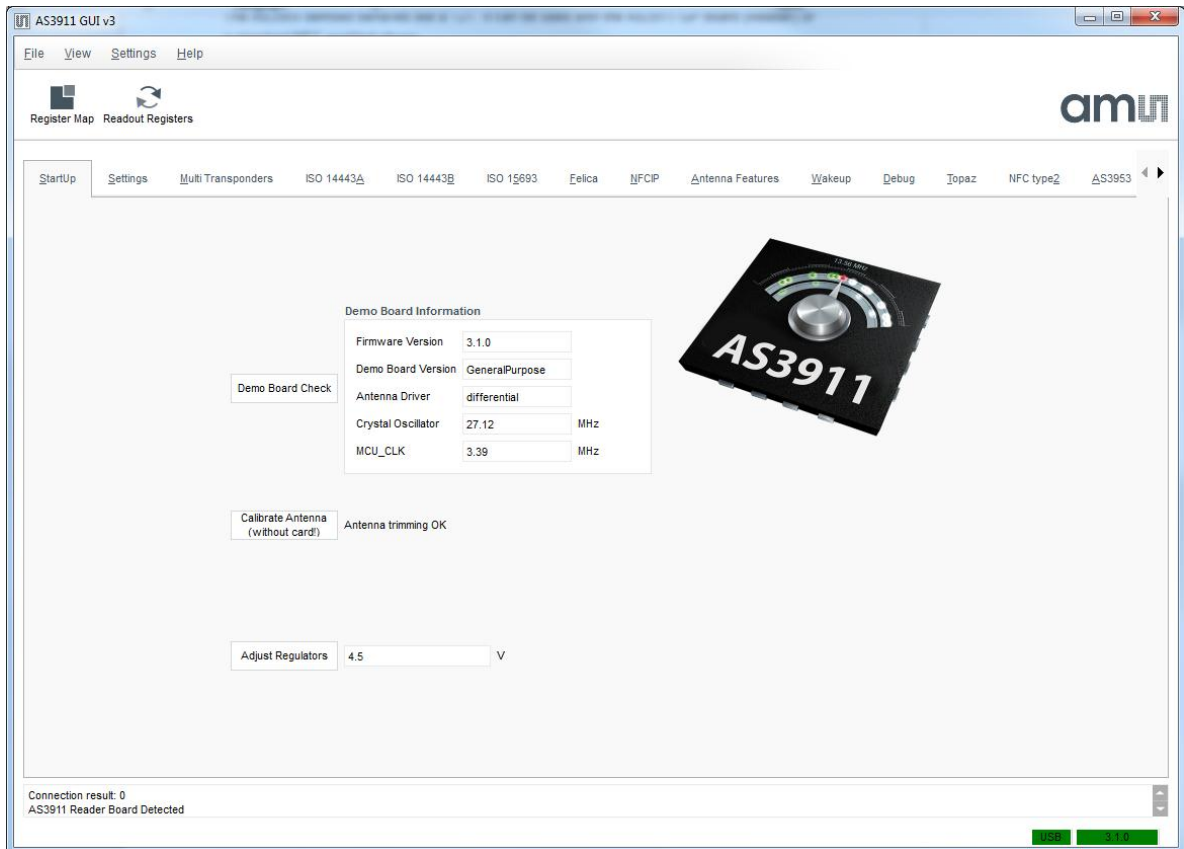 AS3911 GUI v3
File View Settings Help
Register Map Readout Registers
am
StartUp Settings Multi Transponders ISO 14443A ISO 14443B ISO 15693 Felica NFCIP Antenna Features Wakeup Debug Topaz NFC type2 AS3953
13.56 MHz
AS3911
Demo Board Information
Firmware Version 3.1.0
Demo Board Version GeneralPurpose
Demo Board Check
Antenna Driver differential
Crystal Oscillator 27.12 MHz
MCU_CLK 3.39 MHz
Calibrate Antenna
(without card!)
Antenna trimming OK
Adjust Regulators 4.5 V
Connection result: 0
AS3911 Reader Board Detected
USB 3.1.0